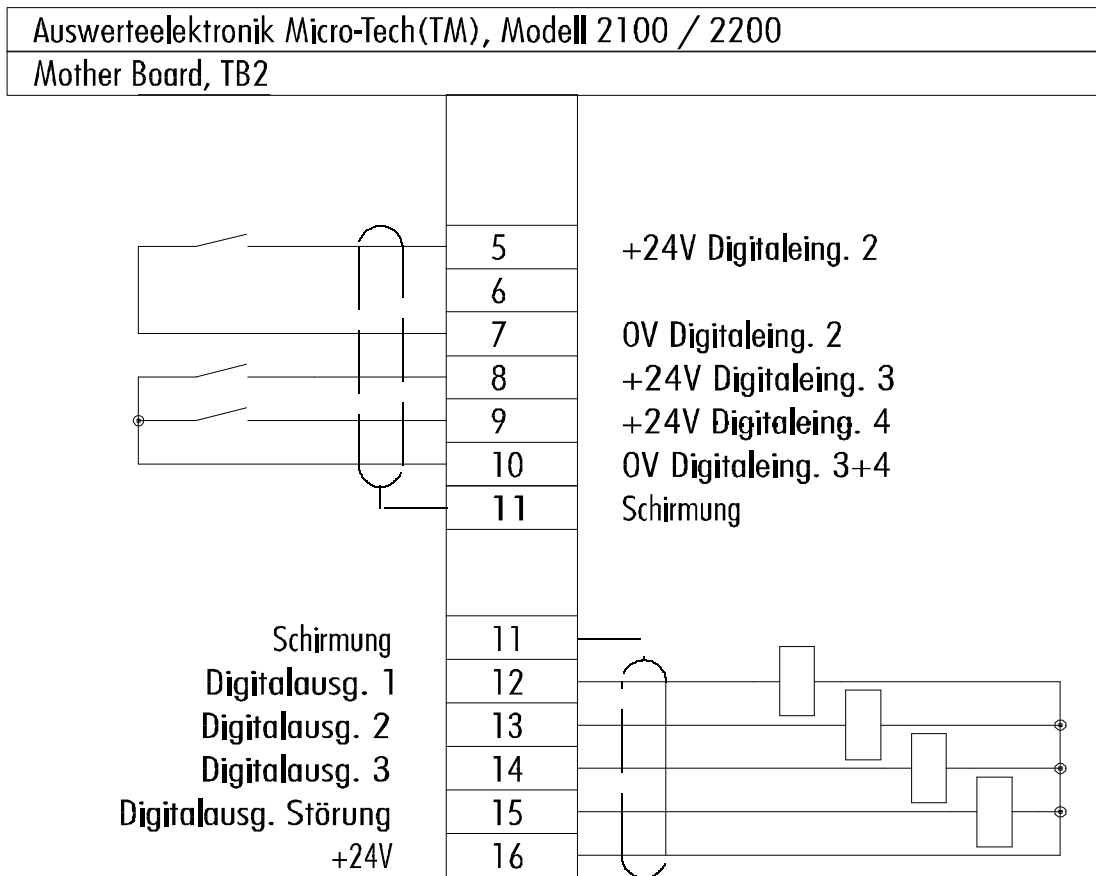 Auswerteelektronik Micro-Tech(TM), Modell 2100 / 2200
Mother Board, TB2
5 +24V Digitaleing. 2
6
7 0V Digitaleing. 2
8 +24V Digitaleing. 3
9 +24V Digitaleing. 4
10 0V Digitaleing. 3+4
11 Schirmung
Schirmung 11
Digitalausg. 1 12
Digitalausg. 2 13
Digitalausg. 3 14
Digitalausg. Störung 15
+24V 16